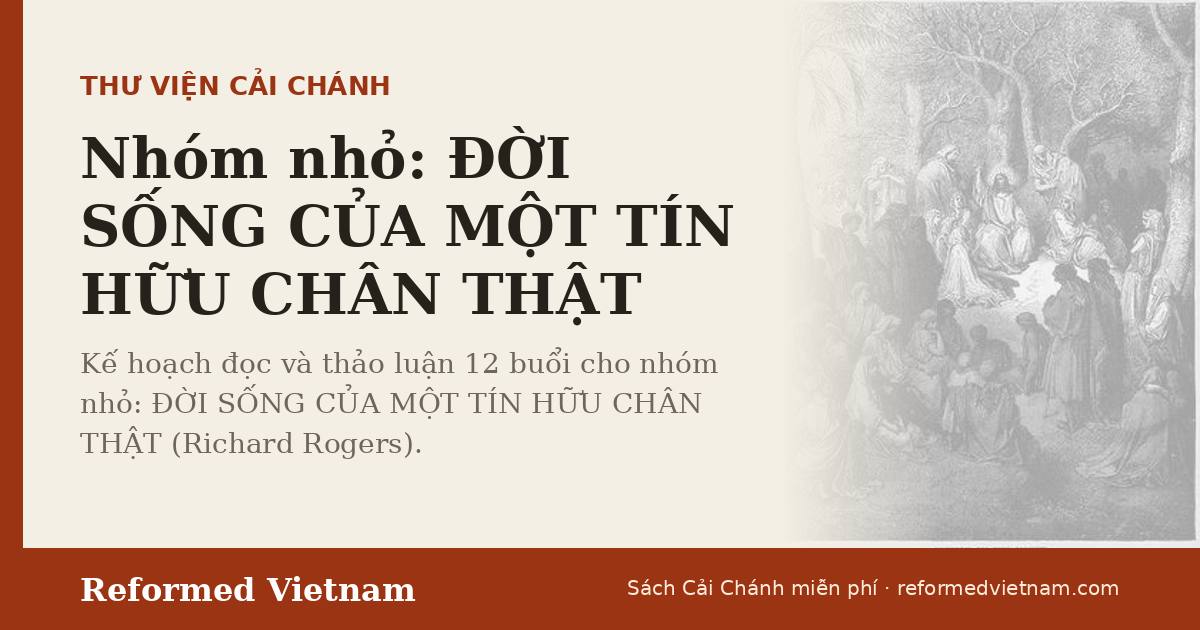 THƯ VIỆN CẢI CHÁNH
Nhóm nhỏ: ĐỜI
SỐNG CỦA MỘT TÍN
HỮU CHÂN THẬT
Kế hoạch đọc và thảo luận 12 buổi cho nhóm
nhỏ: ĐỜI SỐNG CỦA MỘT TÍN HỮU CHÂN
THẬT (Richard Rogers).
Reformed Vietnam
Sách Cải Chánh miễn phí · reformedvietnam.com